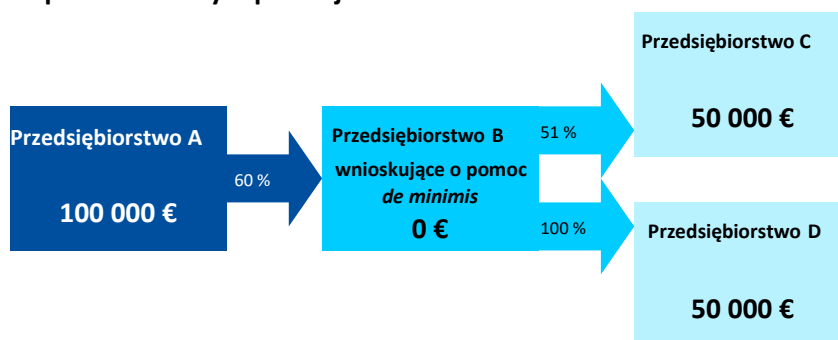 Przedsiębiorstwo A
100 000 €
60 %
Przedsiębiorstwo B
wnioskujące o pomoc
de minimis
0 €
51 %
100 %
Przedsiębiorstwo C
50 000 €
Przedsiębiorstwo D
50 000 €